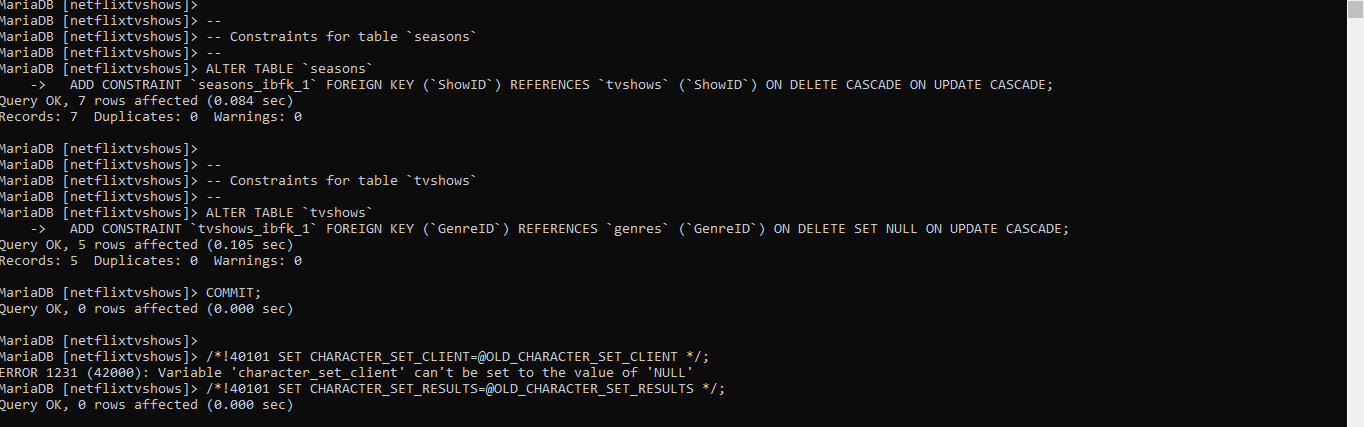 MariaDB [netflixtvshows]>
MariaDB [netflixtvshows]> --
MariaDB [netflixtvshows]> -- Constraints for table `seasons`
MariaDB [netflixtvshows]> --
MariaDB [netflixtvshows]> ALTER TABLE `seasons`
    ->   ADD CONSTRAINT `seasons_ibfk_1` FOREIGN KEY (`ShowID`) REFERENCES `tvshows` (`ShowID`) ON DELETE CASCADE ON UPDATE CASCADE;
Query OK, 7 rows affected (0.084 sec)
Records: 7  Duplicates: 0  Warnings: 0
MariaDB [netflixtvshows]>
MariaDB [netflixtvshows]> --
MariaDB [netflixtvshows]> -- Constraints for table `tvshows`
MariaDB [netflixtvshows]> --
MariaDB [netflixtvshows]> ALTER TABLE `tvshows`
    ->   ADD CONSTRAINT `tvshows_ibfk_1` FOREIGN KEY (`GenreID`) REFERENCES `genres` (`GenreID`) ON DELETE SET NULL ON UPDATE CASCADE;
Query OK, 5 rows affected (0.105 sec)
Records: 5  Duplicates: 0  Warnings: 0
MariaDB [netflixtvshows]> COMMIT;
Query OK, 0 rows affected (0.000 sec)
MariaDB [netflixtvshows]>
MariaDB [netflixtvshows]> /*!40101 SET CHARACTER_SET_CLIENT=@OLD_CHARACTER_SET_CLIENT */;
ERROR 1231 (42000): Variable 'character_set_client' can't be set to the value of 'NULL'
MariaDB [netflixtvshows]> /*!40101 SET CHARACTER_SET_RESULTS=@OLD_CHARACTER_SET_RESULTS */;
Query OK, 0 rows affected (0.000 sec)